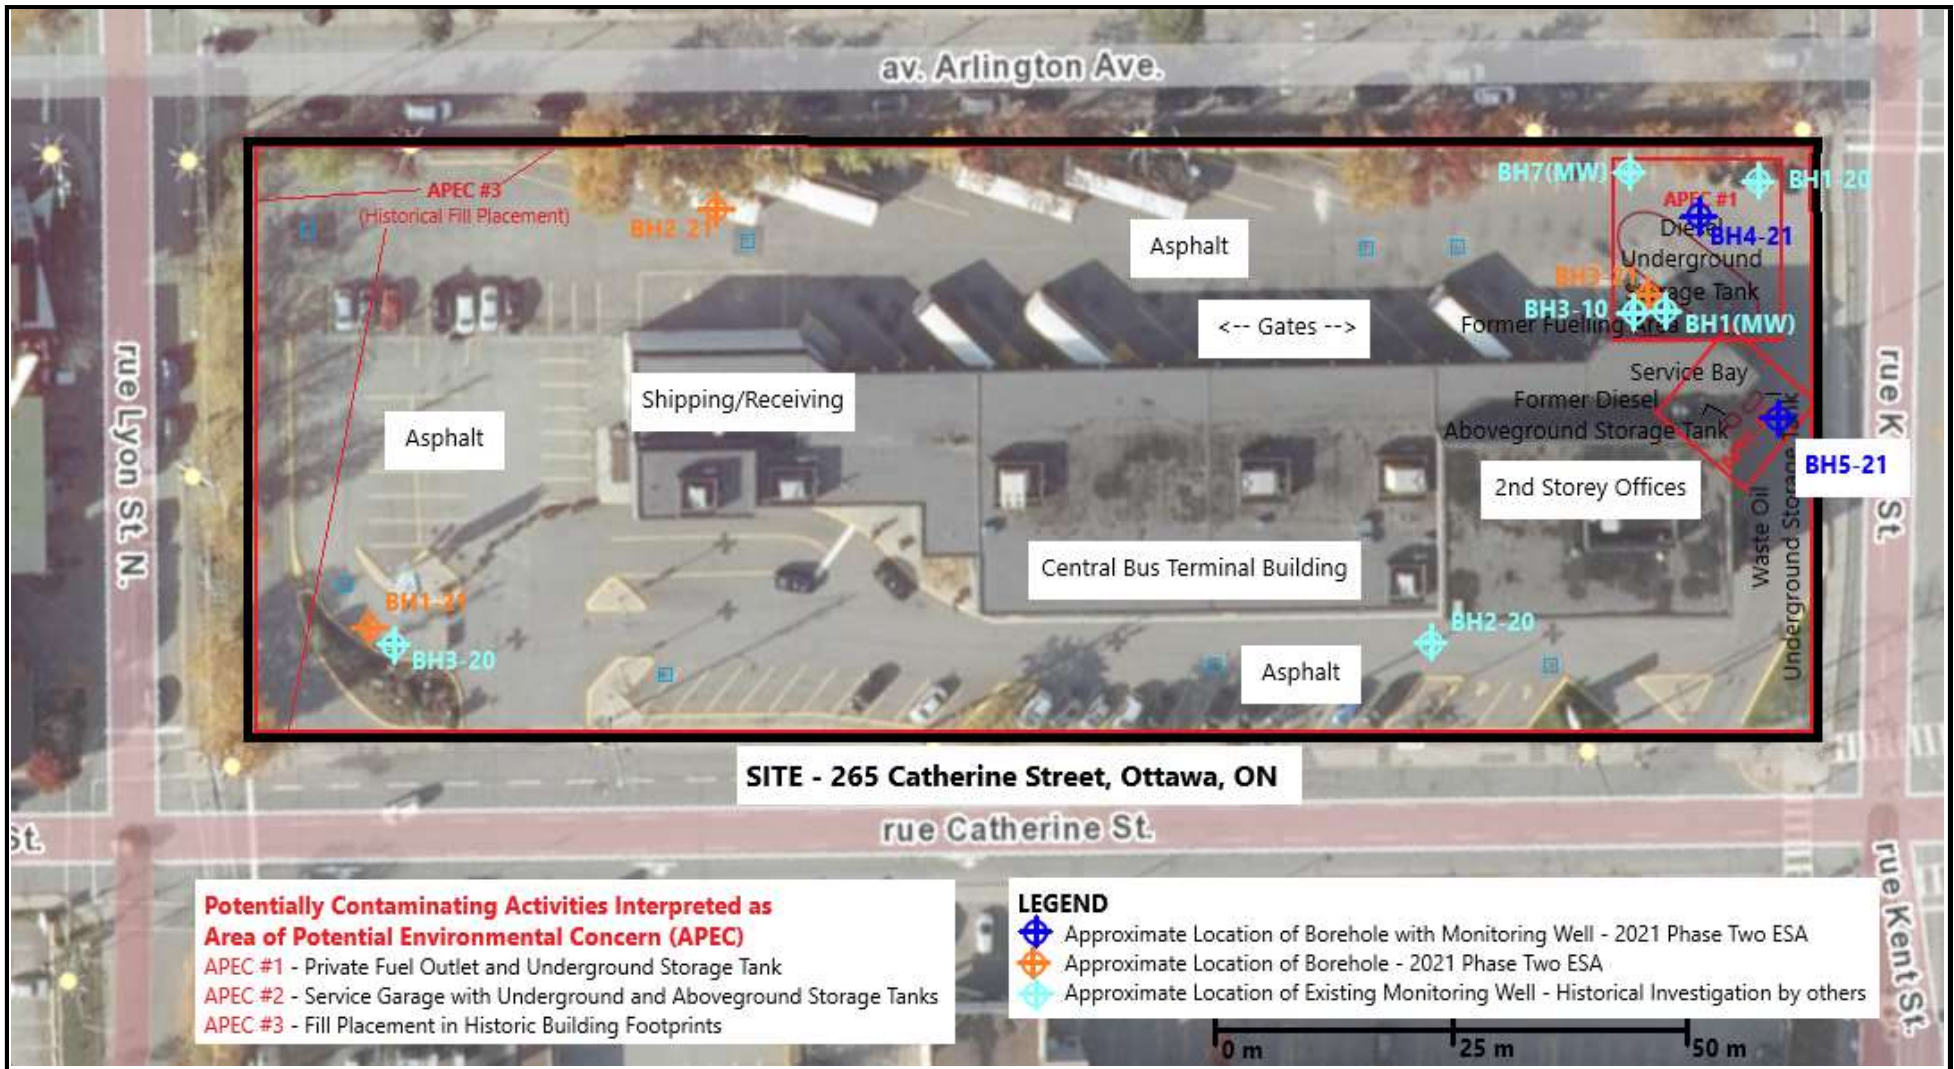 av. Arlington Ave.
APEC #3
(Historical Fill Placement)
BH2-21
Asphalt
<-- Gates -->
BH7(MW)
BH1-20
APEC #1
BH4-21
Diesel
Underground
Storage Tank
BH3-21
BH3-10
BH1(MW)
Former Fuelling Area
Service Bay
Former Diesel
Aboveground Storage Tank
Waste Oil
Underground Storage Tank
BH5-21
2nd Storey Offices
Shipping/Receiving
Asphalt
Central Bus Terminal Building
BH1-21
BH3-20
BH2-20
Asphalt
rue Lyon St N.
rue K St.
SITE - 265 Catherine Street, Ottawa, ON
St.
rue Catherine St.
rue Kent St.
Potentially Contaminating Activities Interpreted as
Area of Potential Environmental Concern (APEC)
APEC #1 - Private Fuel Outlet and Underground Storage Tank
APEC #2 - Service Garage with Underground and Aboveground Storage Tanks
APEC #3 - Fill Placement in Historic Building Footprints
LEGEND
Approximate Location of Borehole with Monitoring Well - 2021 Phase Two ESA
Approximate Location of Borehole - 2021 Phase Two ESA
Approximate Location of Existing Monitoring Well - Historical Investigation by others
0 m
25 m
50 m